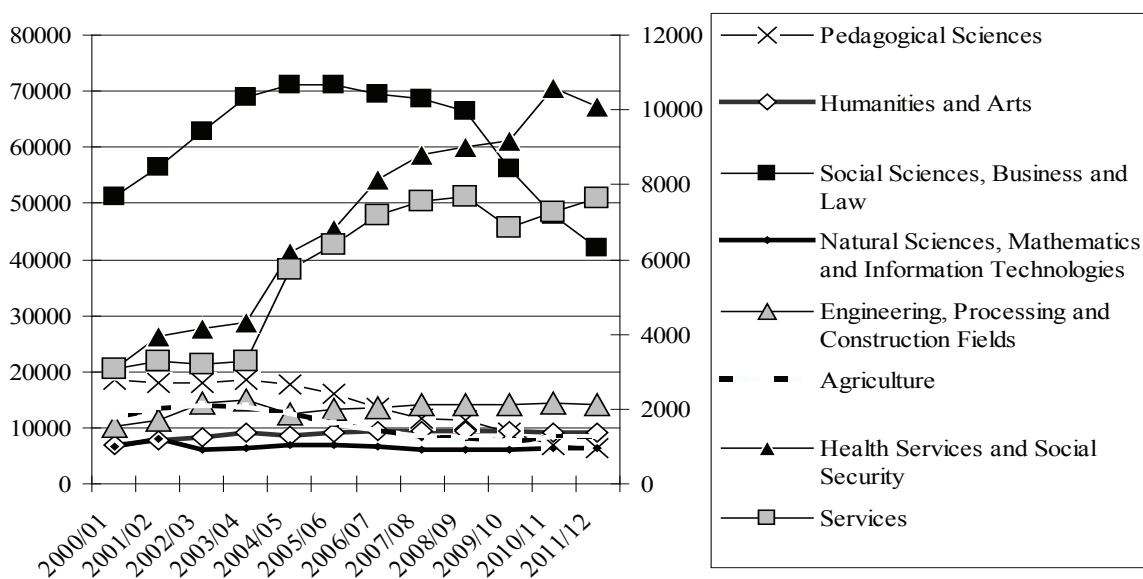 80000
70000
60000
50000
40000
30000
20000
10000
0
12000
10000
8000
6000
4000
2000
0
2000/01
2001/02
2002/03
2003/04
2004/05
2005/06
2006/07
2007/08
2008/09
2009/10
2010/11
2011/12
Pedagogical Sciences
Humanities and Arts
Social Sciences, Business and
Law
Natural Sciences, Mathematics
and Information Technologies
Engineering, Processing and
Construction Fields
Agriculture
Health Services and Social
Security
Services